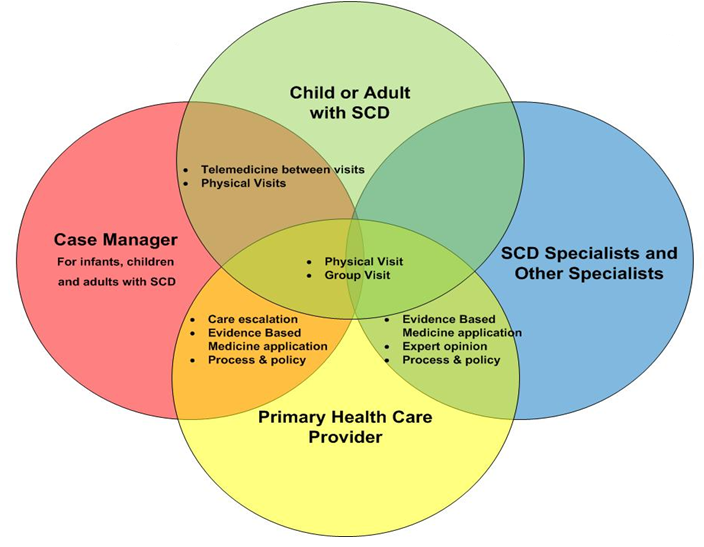 Child or Adult
with SCD
• Telemedicine between visits
• Physical Visits
Case Manager
For infants, children
and adults with SCD
SCD Specialists and
Other Specialists
• Physical Visit
• Group Visit
• Care escalation
• Evidence Based
Medicine application
• Process & policy
• Evidence Based
Medicine application
• Expert opinion
• Process & policy
Primary Health Care
Provider